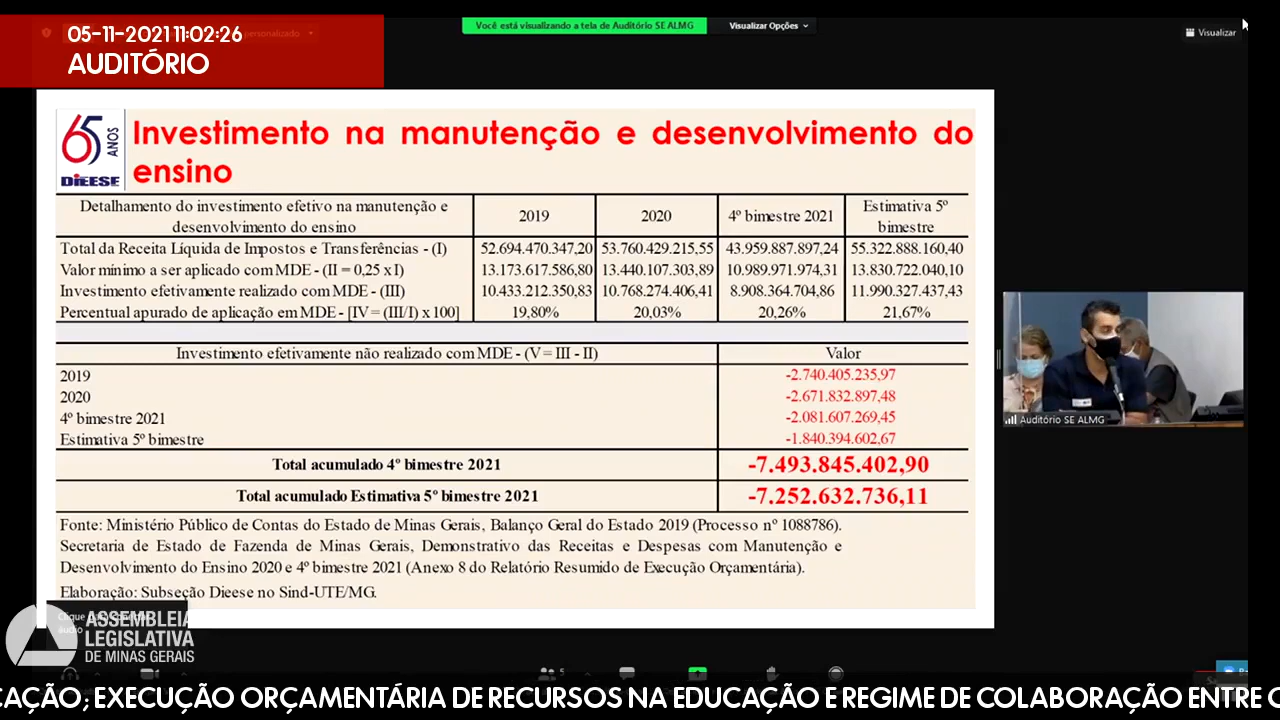 05-11-2021 11:02:26
AUDITÓRIO
Você está visualizando a tela de Auditório SE ALMG
Visualizar Opções
Visualizar
65 ANOS
DIEESE
Investimento na manutenção e desenvolvimento do
ensino
Detalhamento do investimento efetivo na manutenção e
desenvolvimento do ensino
2019 2020 4º bimestre 2021 Estimativa 5º
bimestre
Total da Receita Líquida de Impostos e Transferências - (I) 52.694.470.347,20 53.760.429.215,55 43.959.887.897,24 55.322.888.160,40
Valor mínimo a ser aplicado com MDE - (II = 0,25 x I) 13.173.617.586,80 13.440.107.303,89 10.989.971.974,31 13.830.722.040,10
Investimento efetivamente realizado com MDE - (III) 10.433.212.350,83 10.768.274.406,41 8.908.364.704,86 11.990.327.437,43
Percentual apurado de aplicação em MDE - [IV = (III/I) x 100] 19,80% 20,03% 20,26% 21,67%
Investimento efetivamente não realizado com MDE - (V = III - II) Valor
2019 -2.740.405.235,97
2020 -2.671.832.897,48
4º bimestre 2021 -2.081.607.269,45
Estimativa 5º bimestre -1.840.394.602,67
Total acumulado 4º bimestre 2021 -7.493.845.402,90
Total acumulado Estimativa 5º bimestre 2021 -7.252.632.736,11
Fonte: Ministério Público de Contas do Estado de Minas Gerais, Balanço Geral do Estado 2019 (Processo nº 1088786).
Secretaria de Estado de Fazenda de Minas Gerais, Demonstrativo das Receitas e Despesas com Manutenção e
Desenvolvimento do Ensino 2020 e 4º bimestre 2021 (Anexo 8 do Relatório Resumido de Execução Orçamentária).
Elaboração: Subseção Dieese no Sind-UTE/MG.
Auditório SE ALMG
ASSEMBLEIA
LEGISLATIVA
DE MINAS GERAIS
CAÇÃO; EXECUÇÃO ORÇAMENTÁRIA DE RECURSOS NA EDUCAÇÃO E REGIME DE COLABORAÇÃO ENTRE